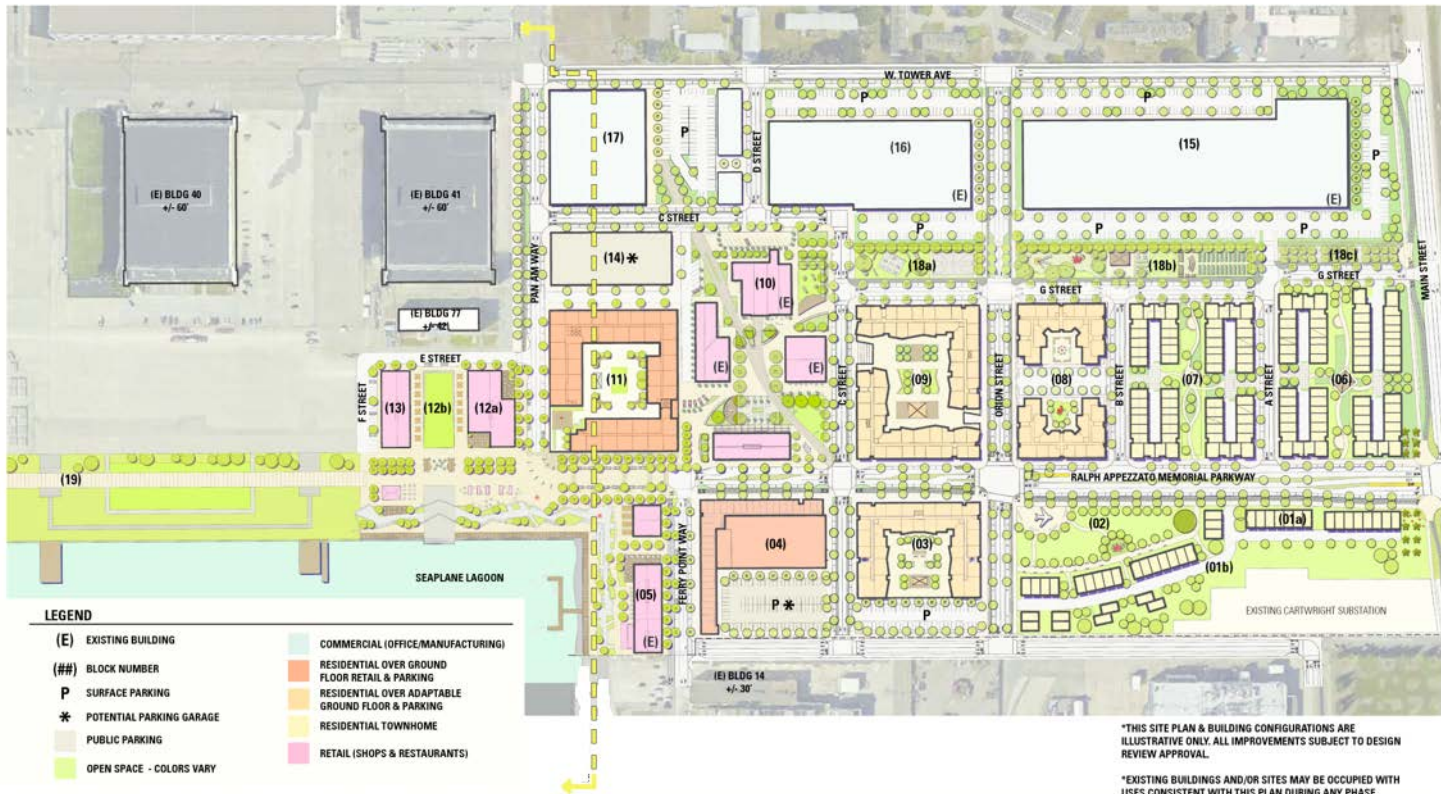 W. TOWER AVE
P
P
(17)
P
D STREET
(16)
(15)
P
(E) BLDG 40
+/- 60'
(E) BLDG 41
+/- 60'
(E)
(E)
C STREET
P
P
P
PAN AM WAY
(14)*
(18a)
(18b)
(18c)
G STREET
MAIN STREET
(10)
(E)
G STREET
(E) BLDG 77
+/- 42'
(E)
(E)
E STREET
F STREET
(13)
(12b)
(12a)
(11)
C STREET
(09)
ORION STREET
(08)
B STREET
(07)
A STREET
(06)
(19)
RALPH APPEZZATO MEMORIAL PARKWAY
(02)
(01a)
(04)
(03)
(01b)
SEAPLANE LAGOON
(05)
(E)
FERRY POINT WAY
P *
P
EXISTING CARTWRIGHT SUBSTATION
(E) BLDG 14
+/- 30'
LEGEND
(E) EXISTING BUILDING
(##) BLOCK NUMBER
P SURFACE PARKING
* POTENTIAL PARKING GARAGE
PUBLIC PARKING
OPEN SPACE - COLORS VARY
COMMERCIAL (OFFICE/MANUFACTURING)
RESIDENTIAL OVER GROUND
FLOOR RETAIL & PARKING
RESIDENTIAL OVER ADAPTABLE
GROUND FLOOR & PARKING
RESIDENTIAL TOWNHOME
RETAIL (SHOPS & RESTAURANTS)
*THIS SITE PLAN & BUILDING CONFIGURATIONS ARE
ILLUSTRATIVE ONLY. ALL IMPROVEMENTS SUBJECT TO DESIGN
REVIEW APPROVAL.
*EXISTING BUILDINGS AND/OR SITES MAY BE OCCUPIED WITH
USES CONSISTENT WITH THIS PLAN DURING ANY PHASE